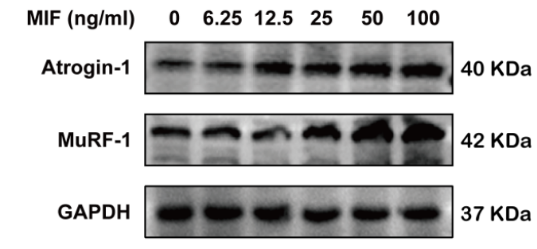 MIF (ng/ml) 0 6.25 12.5 25 50 100
Atrogin-1 40 KDa
MuRF-1 42 KDa
GAPDH 37 KDa